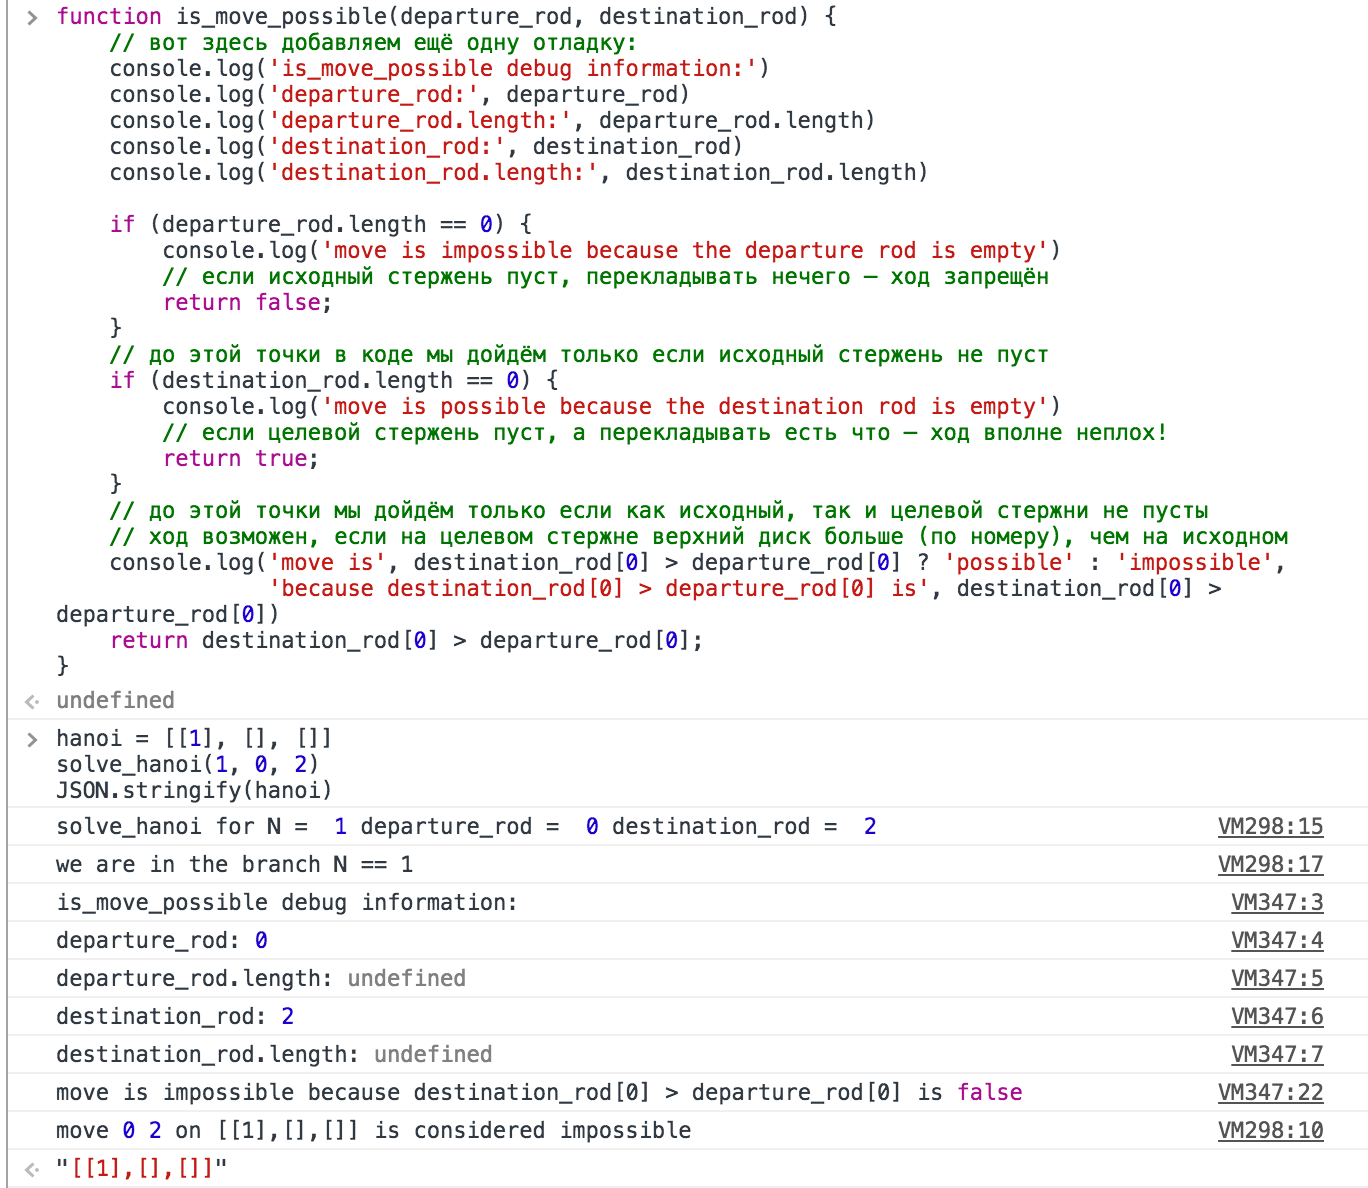 function is_move_possible(departure_rod, destination_rod) {
    // вот здесь добавляем ещё одну отладку:
    console.log('is_move_possible debug information:')
    console.log('departure_rod:', departure_rod)
    console.log('departure_rod.length:', departure_rod.length)
    console.log('destination_rod:', destination_rod)
    console.log('destination_rod.length:', destination_rod.length)

    if (departure_rod.length == 0) {
        console.log('move is impossible because the departure rod is empty')
        // если исходный стержень пуст, перекладывать нечего — ход запрещён
        return false;
    }
    // до этой точки в коде мы дойдём только если исходный стержень не пуст
    if (destination_rod.length == 0) {
        console.log('move is possible because the destination rod is empty')
        // если целевой стержень пуст, а перекладывать есть что — ход вполне неплох!
        return true;
    }
    // до этой точки мы дойдём только если как исходный, так и целевой стержни не пусты
    // ход возможен, если на целевом стержне верхний диск больше (по номеру), чем на исходном
    console.log('move is', destination_rod[0] > departure_rod[0] ? 'possible' : 'impossible',
                'because destination_rod[0] > departure_rod[0] is', destination_rod[0] >
departure_rod[0])
    return destination_rod[0] > departure_rod[0];
}
undefined
hanoi = [[1], [], []]
solve_hanoi(1, 0, 2)
JSON.stringify(hanoi)
solve_hanoi for N =  1 departure_rod =  0 destination_rod =  2 VM298:15
we are in the branch N == 1 VM298:17
is_move_possible debug information: VM347:3
departure_rod: 0 VM347:4
departure_rod.length: undefined VM347:5
destination_rod: 2 VM347:6
destination_rod.length: undefined VM347:7
move is impossible because destination_rod[0] > departure_rod[0] is false VM347:22
move 0 2 on [[1],[],[]] is considered impossible VM298:10
"[[1],[],[]]"